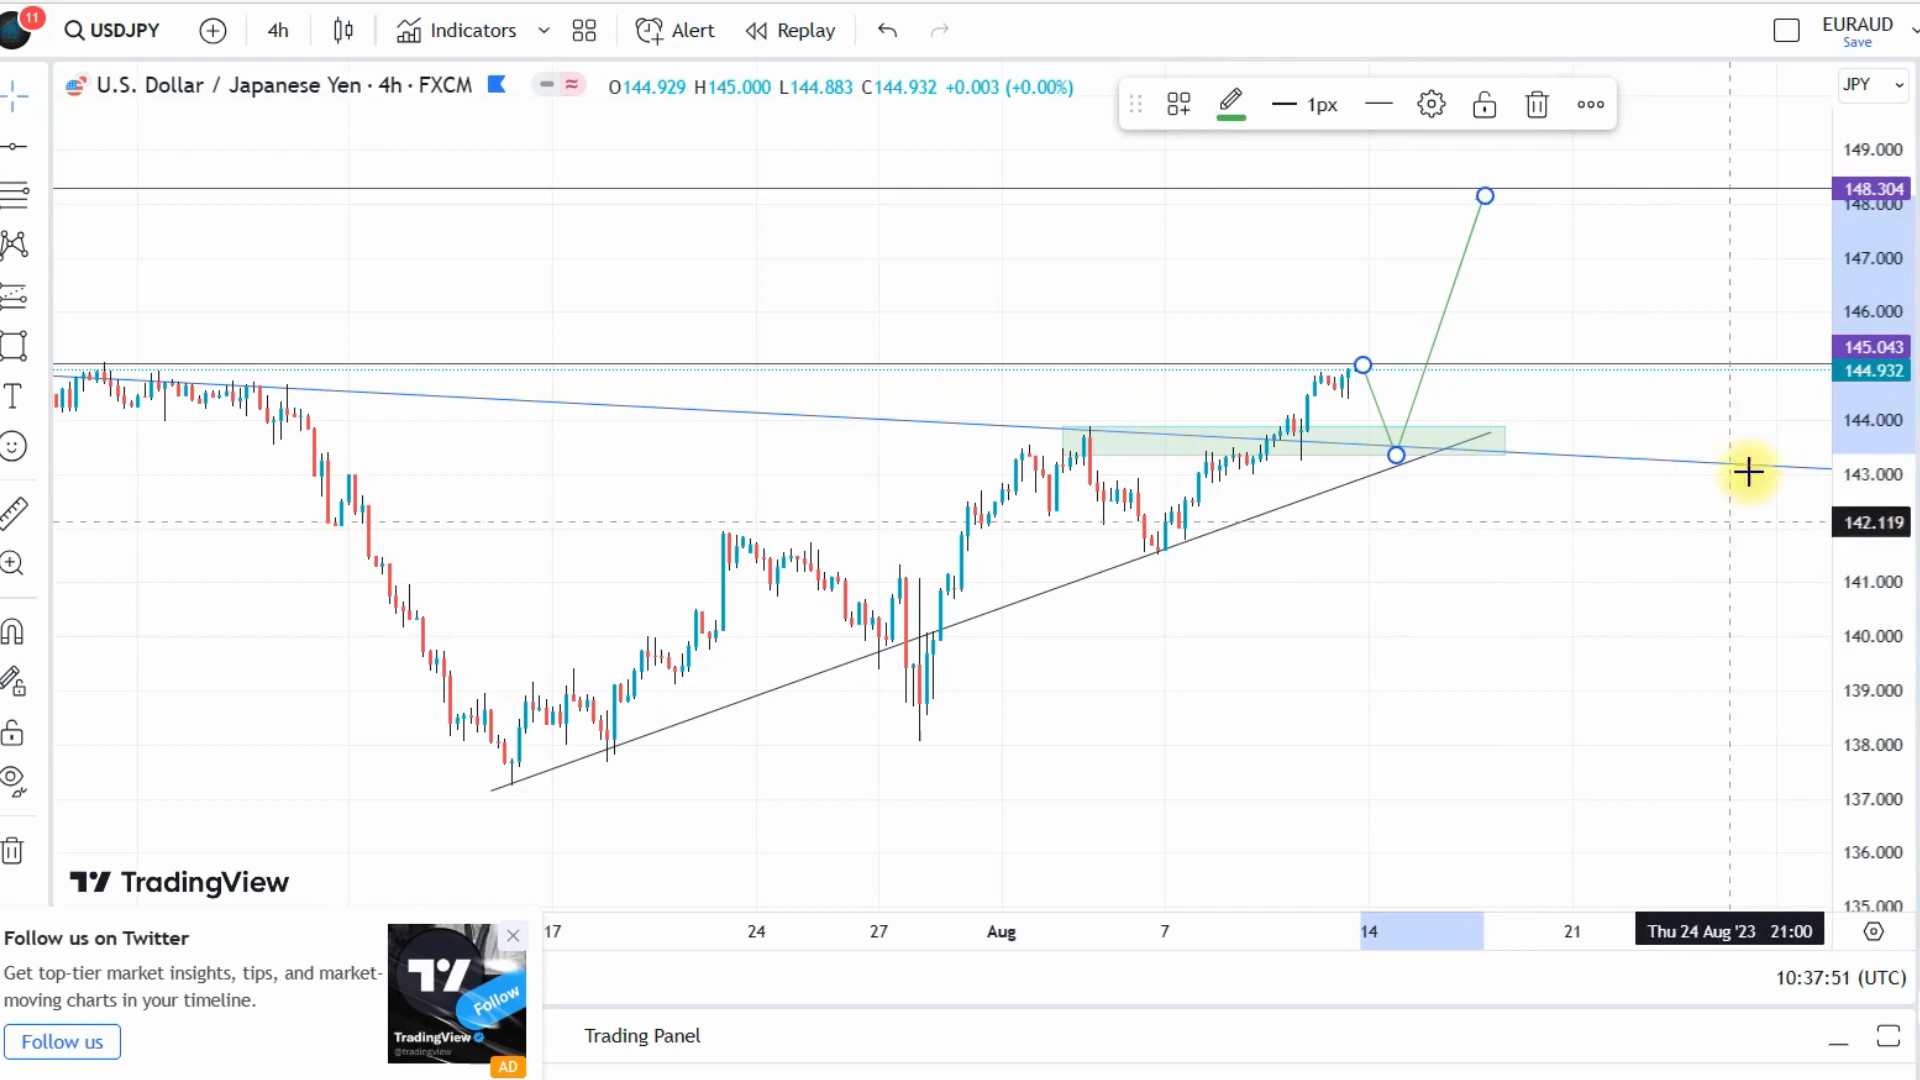 11
USDJPY
4h
Indicators
Alert
Replay
EURAUD
Save
U.S. Dollar / Japanese Yen · 4h · FXCM
O144.929 H145.000 L144.883 C144.932 +0.003 (+0.00%)
1px
JPY
149.000
148.304
148.000
147.000
146.000
145.043
144.932
144.000
143.000
142.119
141.000
140.000
139.000
138.000
137.000
136.000
135.000
TradingView
17
24
27
Aug
7
14
21
Thu 24 Aug '23 21:00
10:37:51 (UTC)
Follow us on Twitter
Get top-tier market insights, tips, and market-
moving charts in your timeline.
Follow us
Follow
TradingView
@tradingview
AD
Trading Panel